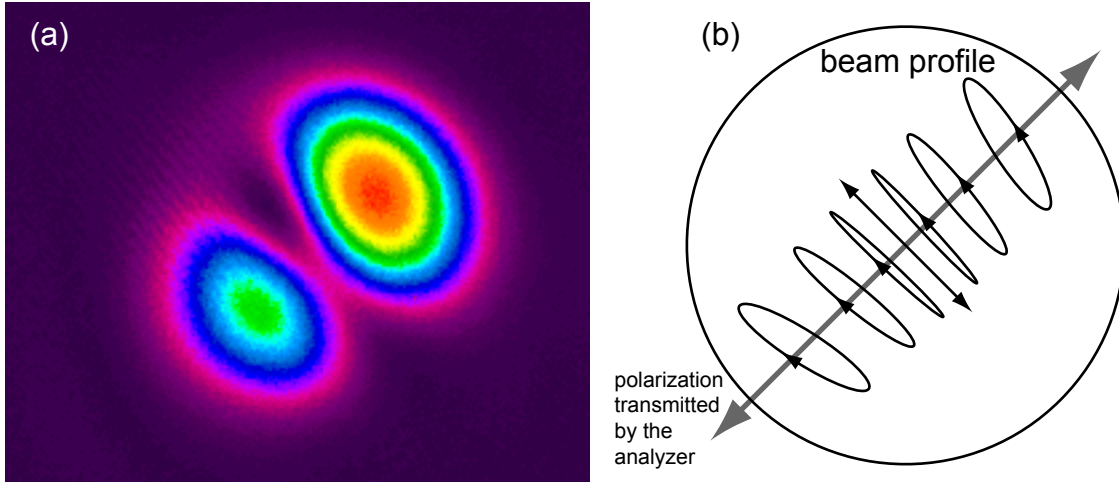 (a)
(b)
beam profile
polarization
transmitted
by the
analyzer